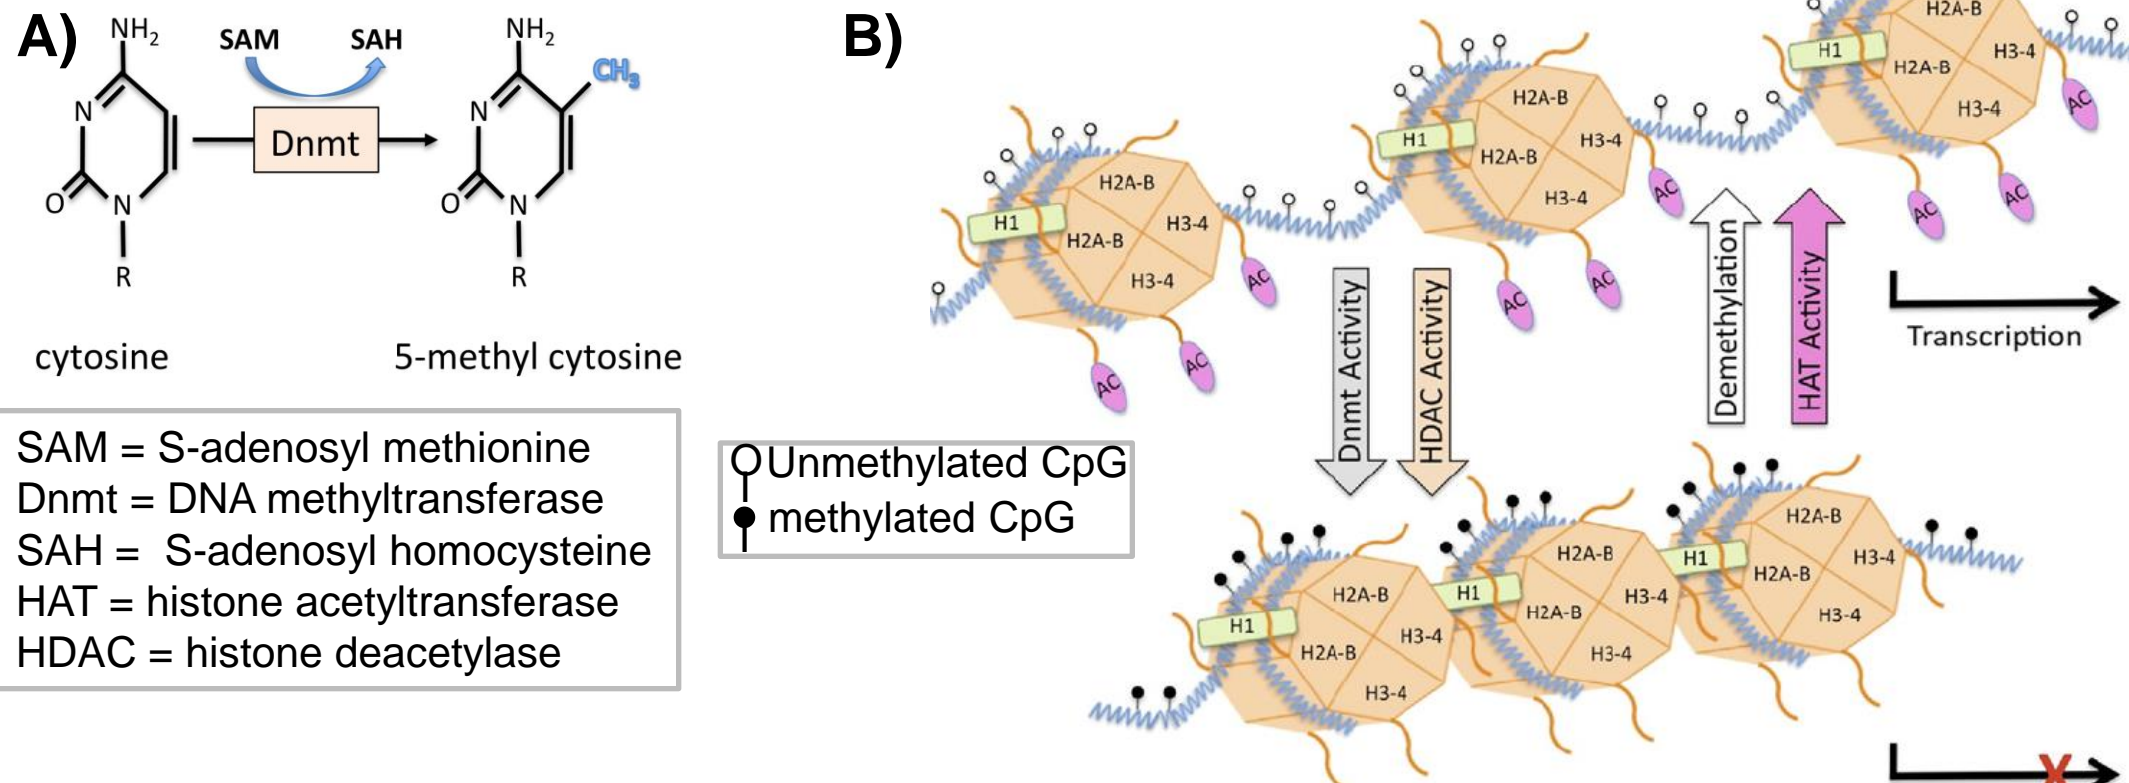 A)
NH2
SAM
SAH
N
Dnmt
O
N
R
cytosine
NH2
CH3
N
O
N
R
5-methyl cytosine
SAM = S-adenosyl methionine
Dnmt = DNA methyltransferase
SAH = S-adenosyl homocysteine
HAT = histone acetyltransferase
HDAC = histone deacetylase
B)
H1
H2A-B
H2A-B
H3-4
H3-4
AC
AC
AC
H1
H2A-B
H2A-B
H3-4
H3-4
AC
AC
AC
H1
H2A-B
H2A-B
H3-4
H3-4
AC
AC
AC
Dnmt Activity
HDAC Activity
Demethylation
HAT Activity
Transcription
Unmethylated CpG
methylated CpG
H1
H2A-B
H2A-B
H3-4
H3-4
H1
H2A-B
H2A-B
H3-4
H3-4
H1
H2A-B
H2A-B
H3-4
H3-4
X